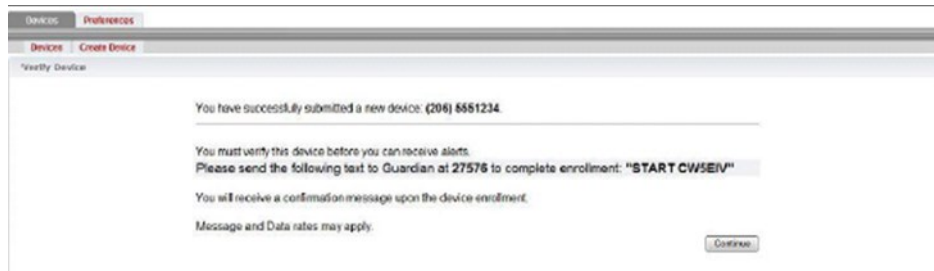 Devices Preferences
Devices Create Device
Verify Device
You have successfully submitted a new device: (206) 5551234.
You must verify this device before you can receive alerts.
Please send the following text to Guardian at 27576 to complete enrollment: "START CW5EIV"
You will receive a confirmation message upon the device enrollment.
Message and Data rates may apply.
Continue